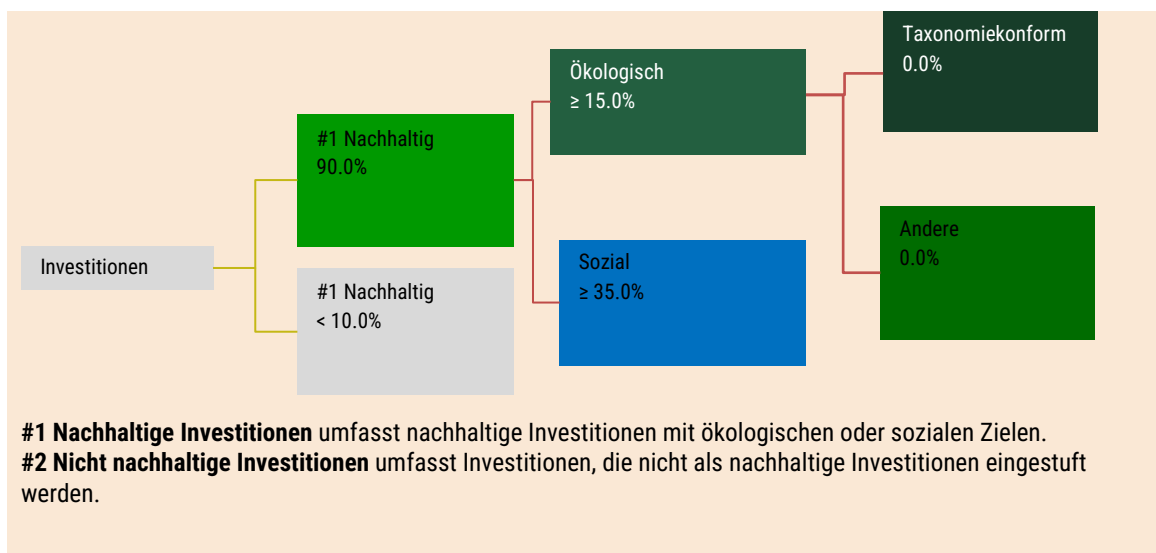 Taxonomiekonform
0.0%
Ökologisch
≥ 15.0%
#1 Nachhaltig
90.0%
Andere
0.0%
Investitionen
Sozial
≥ 35.0%
#1 Nachhaltig
< 10.0%
#1 Nachhaltige Investitionen umfasst nachhaltige Investitionen mit ökologischen oder sozialen Zielen.
#2 Nicht nachhaltige Investitionen umfasst Investitionen, die nicht als nachhaltige Investitionen eingestuft
werden.